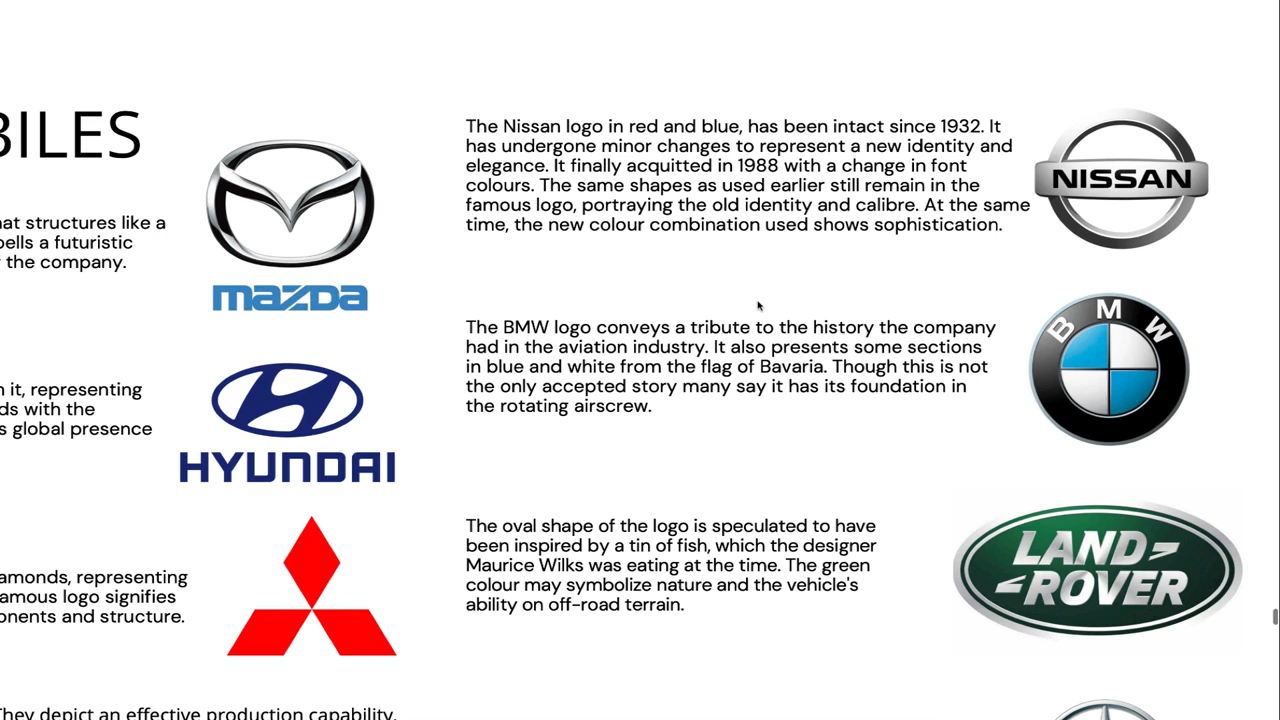 BILES
hat structures like a
pells a futuristic
f the company.
mazda
n it, representing
ds with the
s global presence
HYUNDAI
amonds, representing
amous logo signifies
onents and structure.
They depict an effective production capability.
The Nissan logo in red and blue, has been intact since 1932. It
has undergone minor changes to represent a new identity and
elegance. It finally acquitted in 1988 with a change in font
colours. The same shapes as used earlier still remain in the
famous logo, portraying the old identity and calibre. At the same
time, the new colour combination used shows sophistication.
NISSAN
The BMW logo conveys a tribute to the history the company
had in the aviation industry. It also presents some sections
in blue and white from the flag of Bavaria. Though this is not
the only accepted story many say it has its foundation in
the rotating airscrew.
BMW
The oval shape of the logo is speculated to have
been inspired by a tin of fish, which the designer
Maurice Wilks was eating at the time. The green
colour may symbolize nature and the vehicle's
ability on off-road terrain.
LAND
ROVER